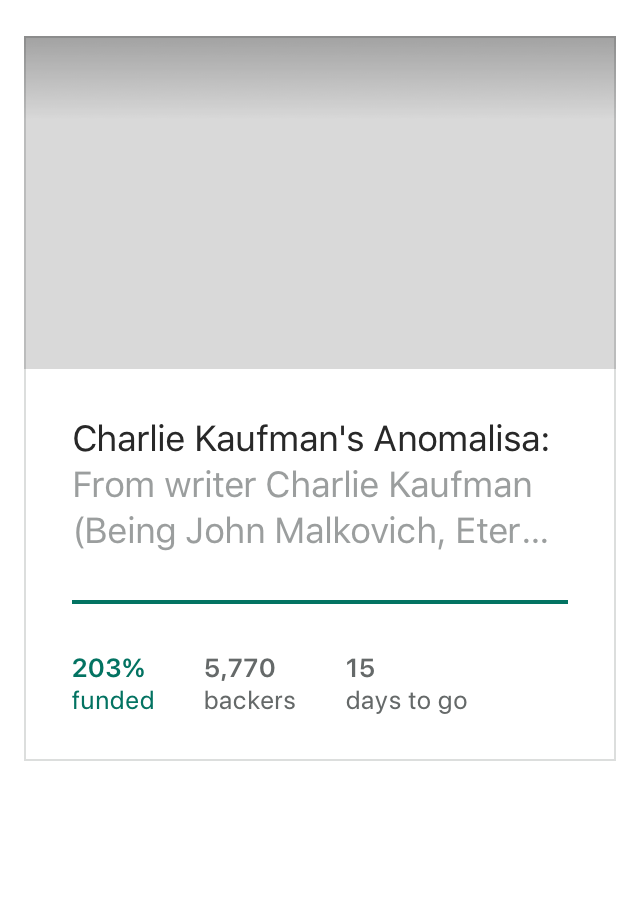 Charlie Kaufman's Anomalisa:
From writer Charlie Kaufman
(Being John Malkovich, Eter…
203% 5,770 15
funded backers days to go